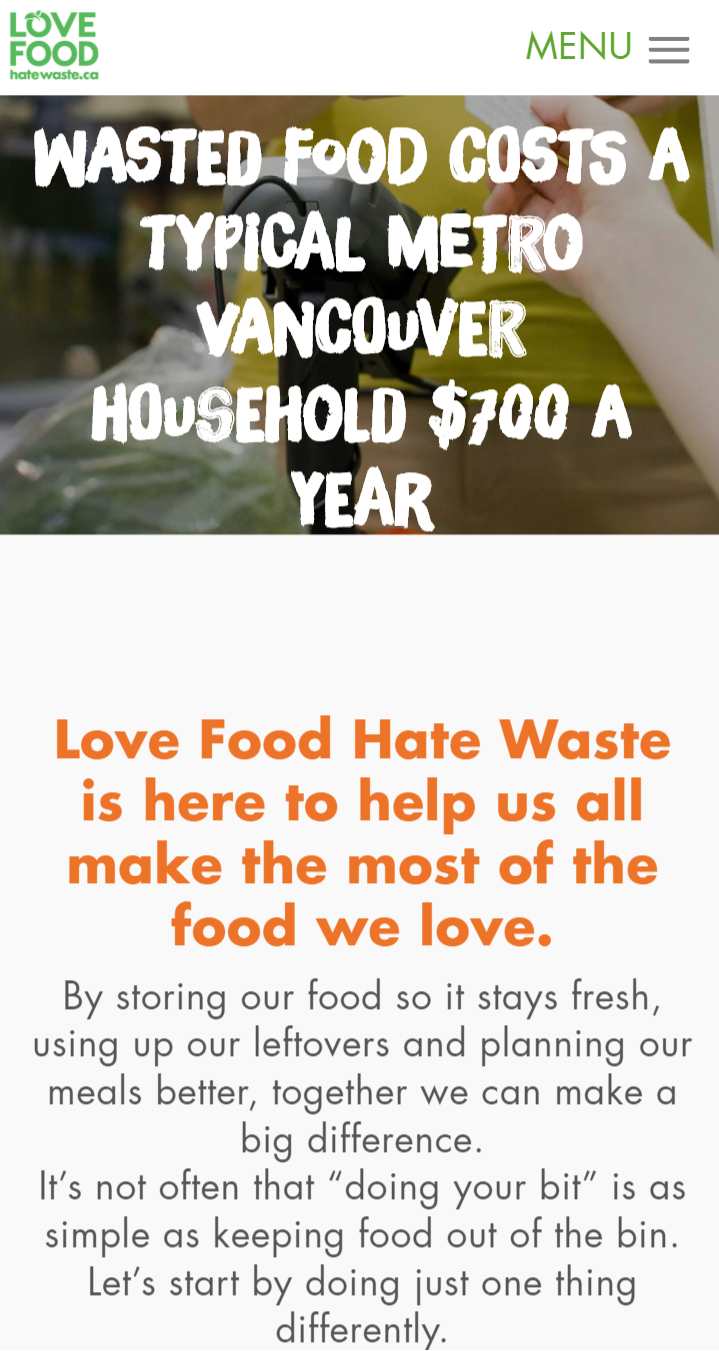 LOVE
FOOD
hatewaste.ca
MENU
WASTED FOOD COSTS A
TYPICAL METRO
VANCOUVER
HOUSEHOLD $700 A
YEAR
Love Food Hate Waste
is here to help us all
make the most of the
food we love.
By storing our food so it stays fresh,
using up our leftovers and planning our
meals better, together we can make a
big difference.
It’s not often that “doing your bit” is as
simple as keeping food out of the bin.
Let’s start by doing just one thing
differently.